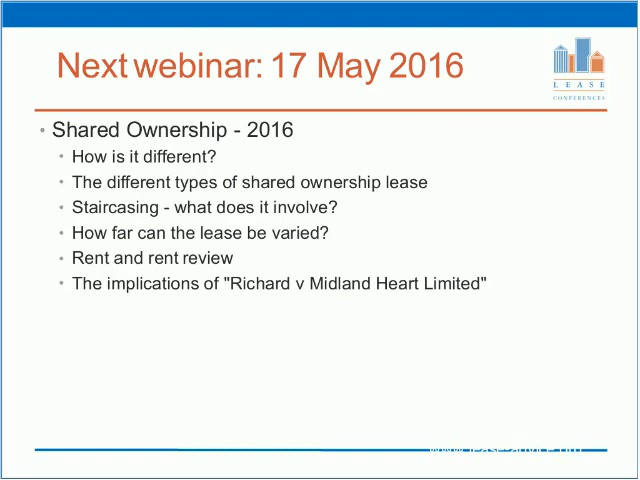 Next webinar: 17 May 2016
LEASE
CONFERENCES
• Shared Ownership - 2016
• How is it different?
• The different types of shared ownership lease
• Staircasing - what does it involve?
• How far can the lease be varied?
• Rent and rent review
• The implications of "Richard v Midland Heart Limited"